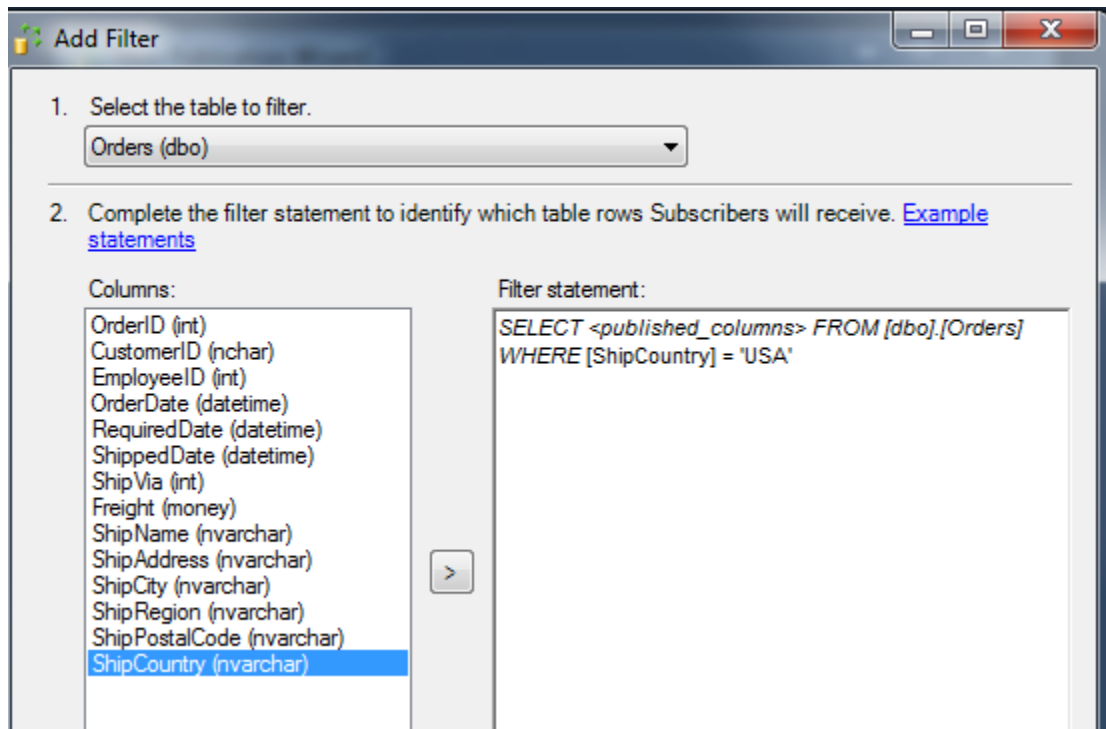 Add Filter
1. Select the table to filter.
Orders (dbo)
2. Complete the filter statement to identify which table rows Subscribers will receive. Example
statements
Columns:
OrderID (int)
CustomerID (nchar)
EmployeeID (int)
OrderDate (datetime)
RequiredDate (datetime)
ShippedDate (datetime)
ShipVia (int)
Freight (money)
ShipName (nvarchar)
ShipAddress (nvarchar)
ShipCity (nvarchar)
ShipRegion (nvarchar)
ShipPostalCode (nvarchar)
ShipCountry (nvarchar)
>
Filter statement:
SELECT <published_columns> FROM [dbo].[Orders]
WHERE [ShipCountry] = 'USA'